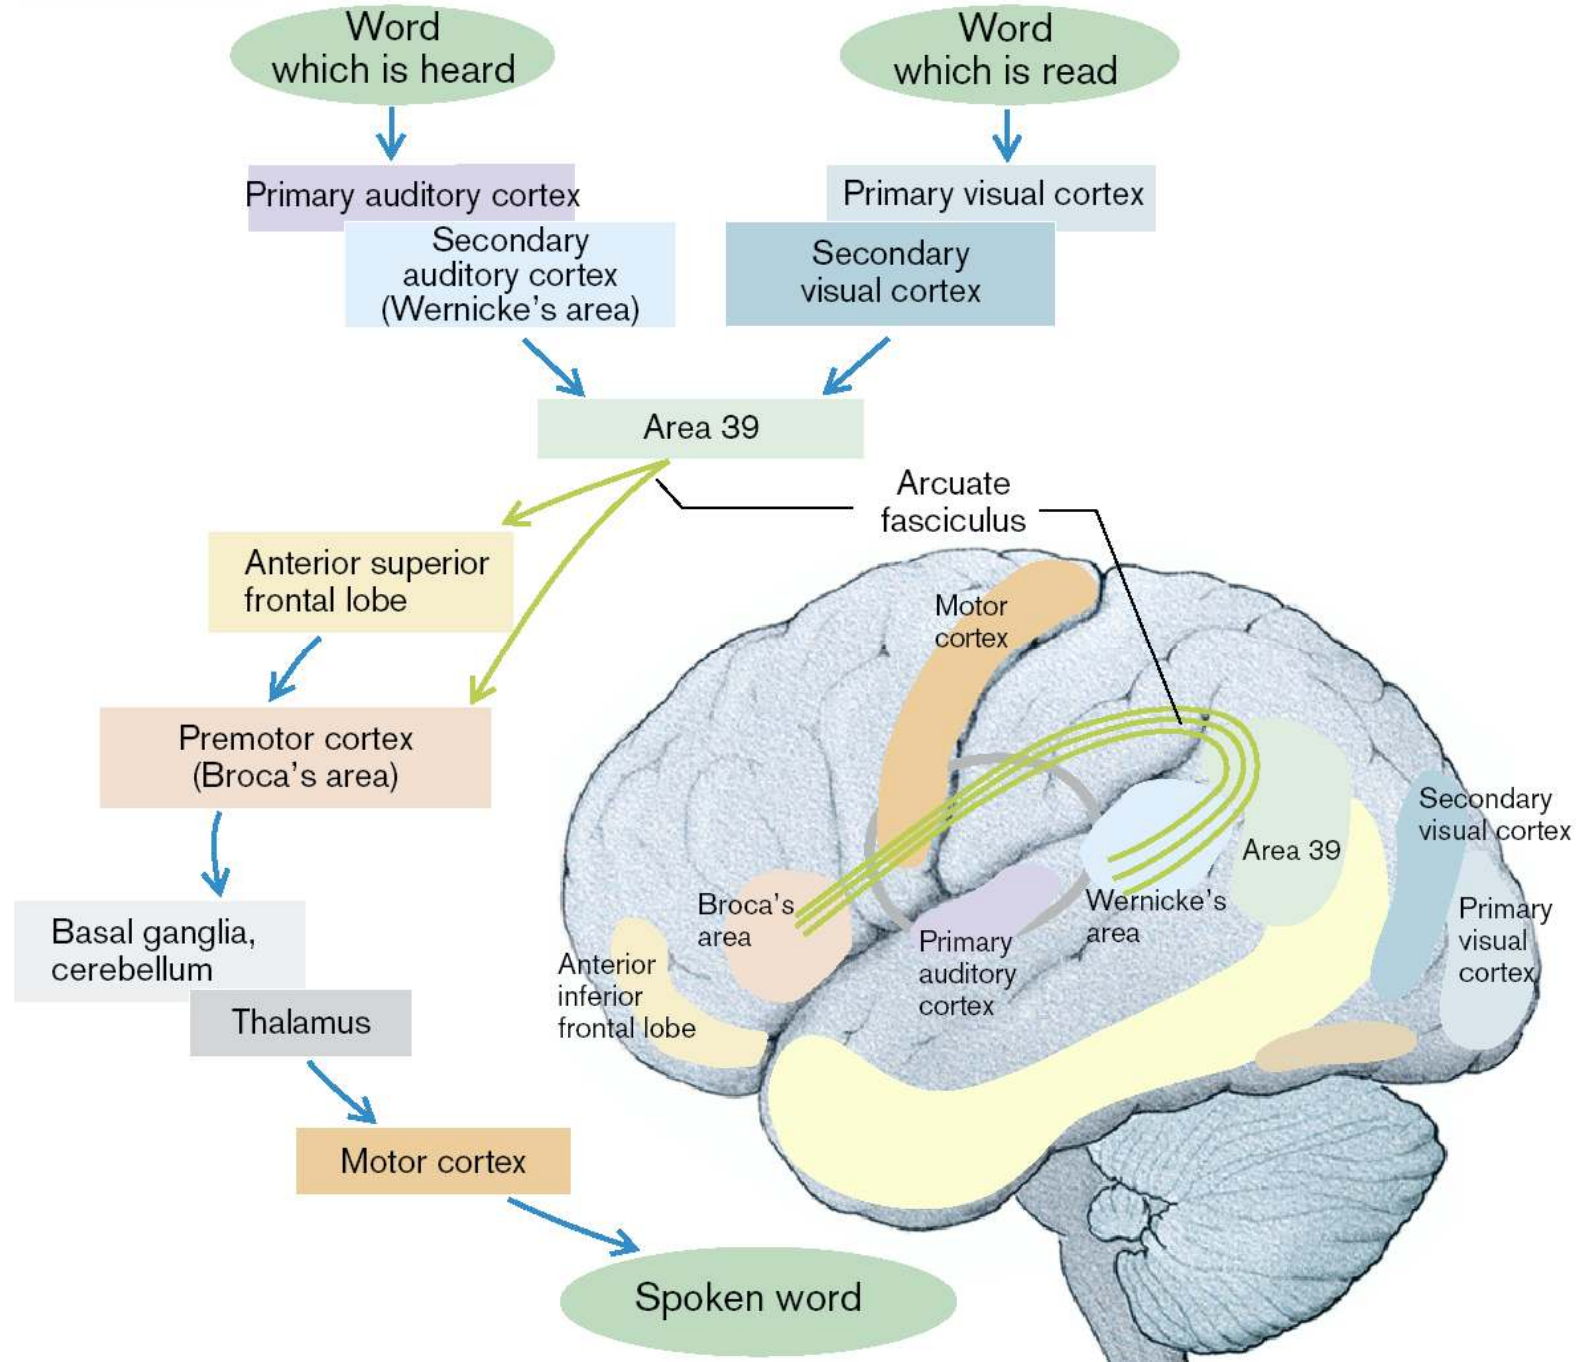 Word
which is heard
Word
which is read
Primary auditory cortex
Primary visual cortex
Secondary
auditory cortex
(Wernicke's area)
Secondary
visual cortex
Area 39
Arcuate
fasciculus
Anterior superior
frontal lobe
Motor
cortex
Premotor cortex
(Broca's area)
Secondary
visual cortex
Area 39
Broca's
area
Wernicke's
area
Primary
visual
cortex
Primary
auditory
cortex
Anterior
inferior
frontal lobe
Basal ganglia,
cerebellum
Thalamus
Motor cortex
Spoken word